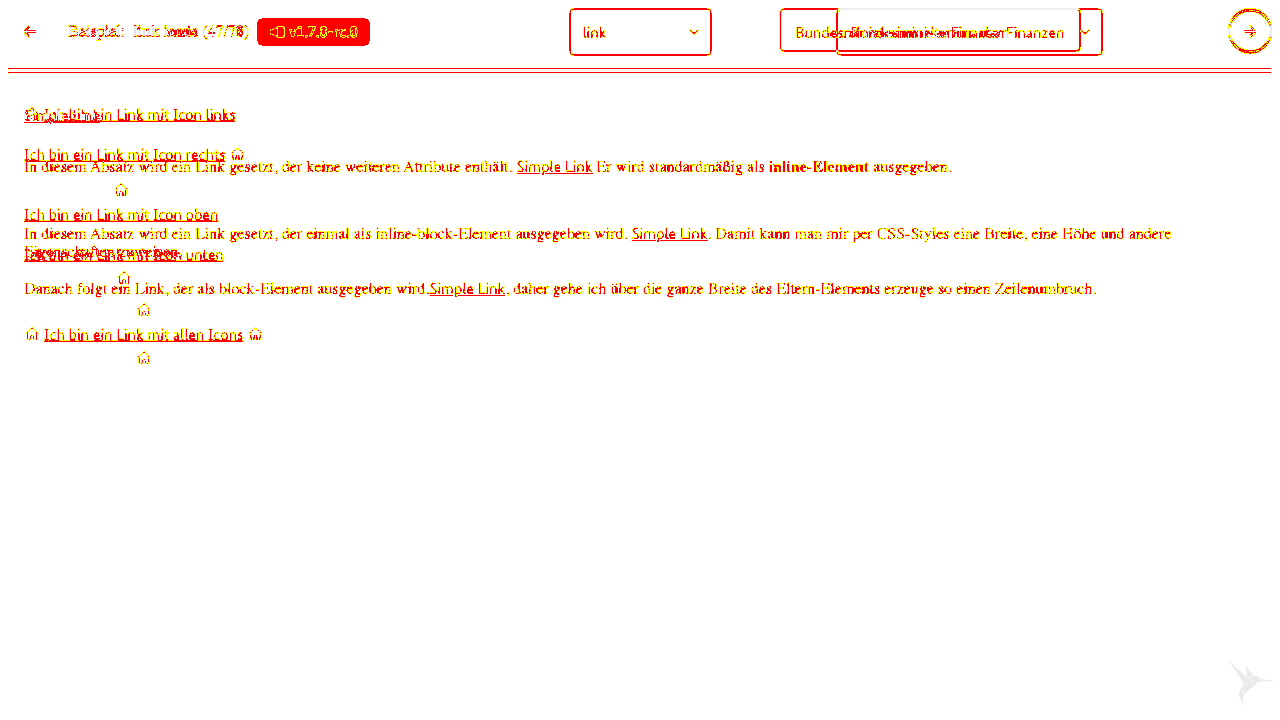 Beispiel: link (47/78) v1.7.0-rc.0 link Finanzen
Ich bin ein Link mit Icon links
Ich bin ein Link mit Icon rechts
In diesem Absatz wird ein Link gesetzt, der keine weiteren Attribute enthält. Simple Link Er wird standardmäßig als inline-Element ausgegeben.
Ich bin ein Link mit Icon oben
In diesem Absatz wird ein Link gesetzt, der einmal als inline-block-Element ausgegeben wird. Simple Link. Damit kann man mir per CSS-Styles eine Breite, eine Höhe und andere
Ich bin ein Link mit Icon unten
Danach folgt ein Link, der als block-Element ausgegeben wird.Simple Link, daher gehe ich über die ganze Breite des Eltern-Elements erzeuge so einen Zeilenumbruch.
Ich bin ein Link mit allen Icons